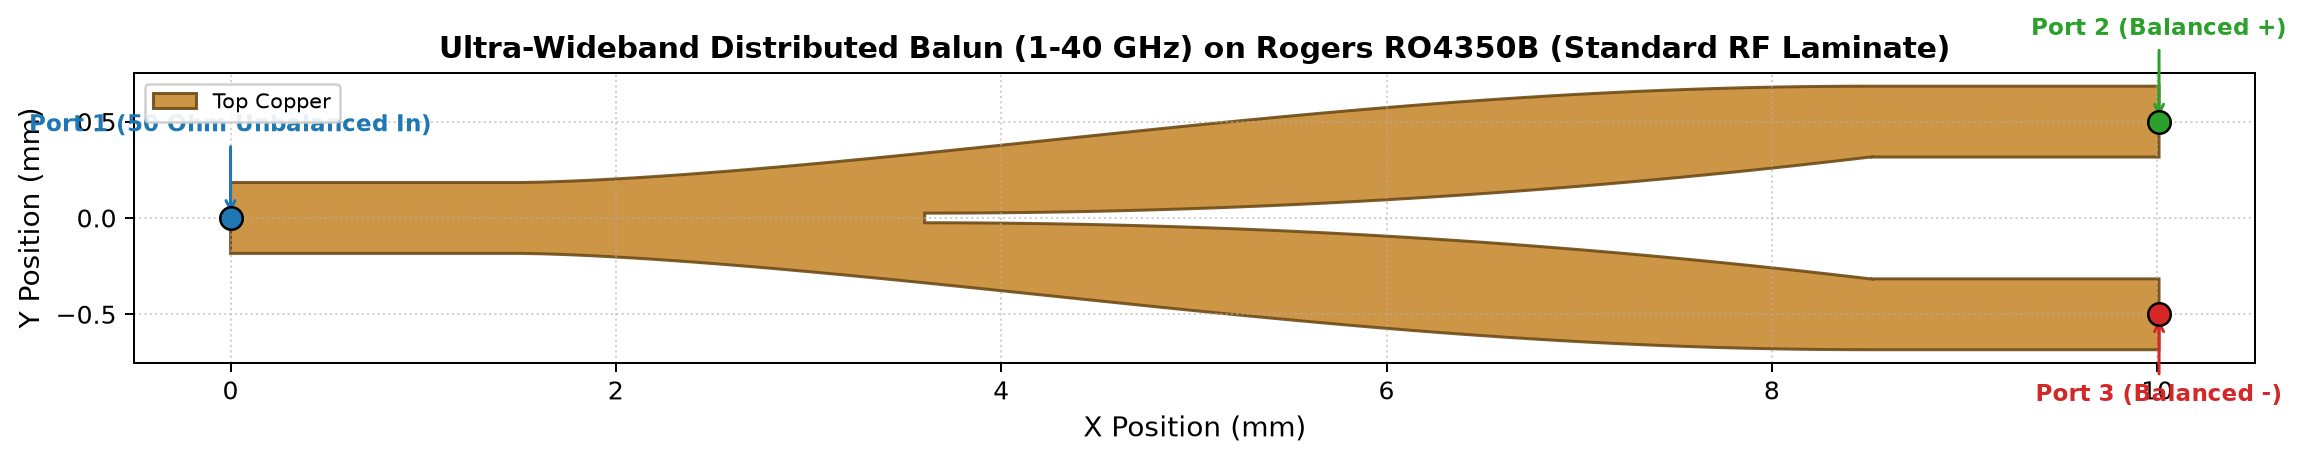 Port 2 (Balanced +)
Ultra-Wideband Distributed Balun (1-40 GHz) on Rogers RO4350B (Standard RF Laminate)
Top Copper
Port 1 (50 Ohm Unbalanced In)
0.5
0.0
−0.5
Y Position (mm)
0 2 4 6 8 10
Port 3 (Balanced -)
X Position (mm)